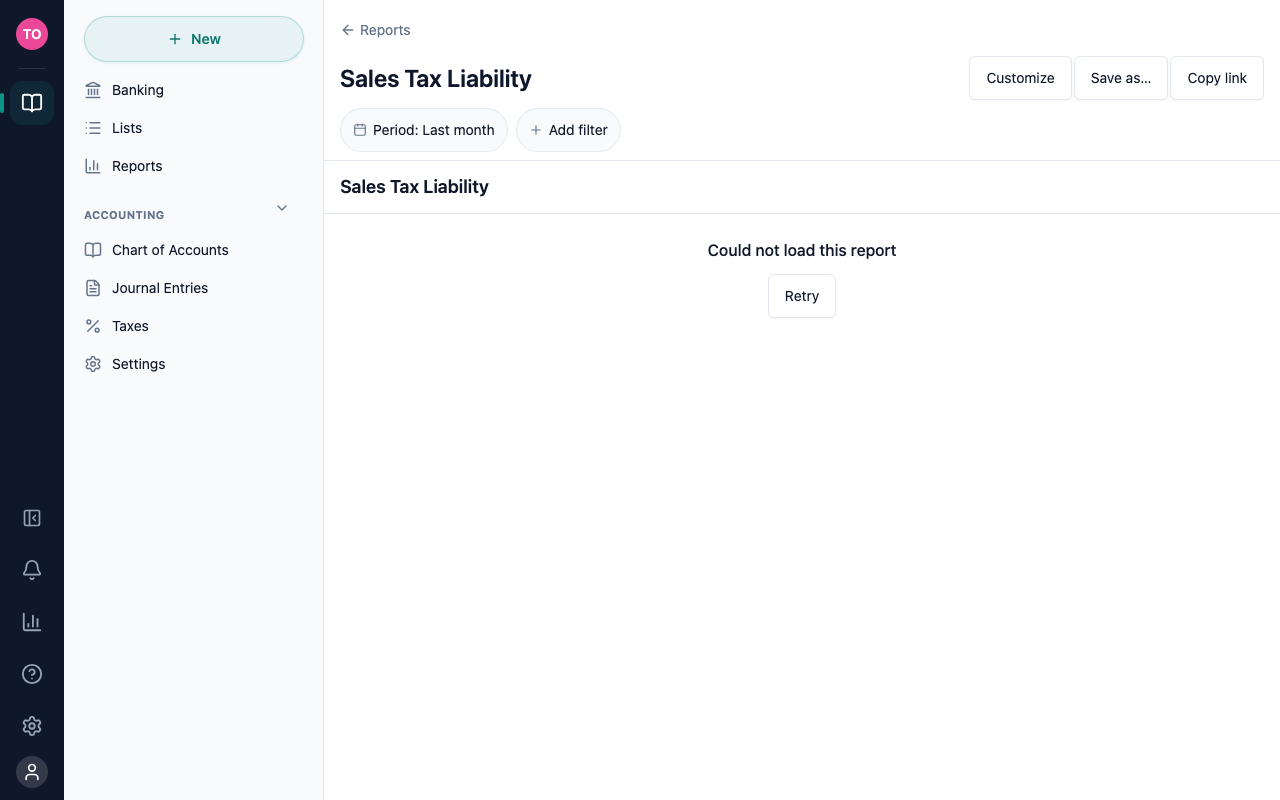 TO
New
Banking
Lists
Reports
ACCOUNTING
Chart of Accounts
Journal Entries
Taxes
Settings
Reports
Sales Tax Liability
Customize
Save as...
Copy link
Period: Last month
Add filter
Sales Tax Liability
Could not load this report
Retry